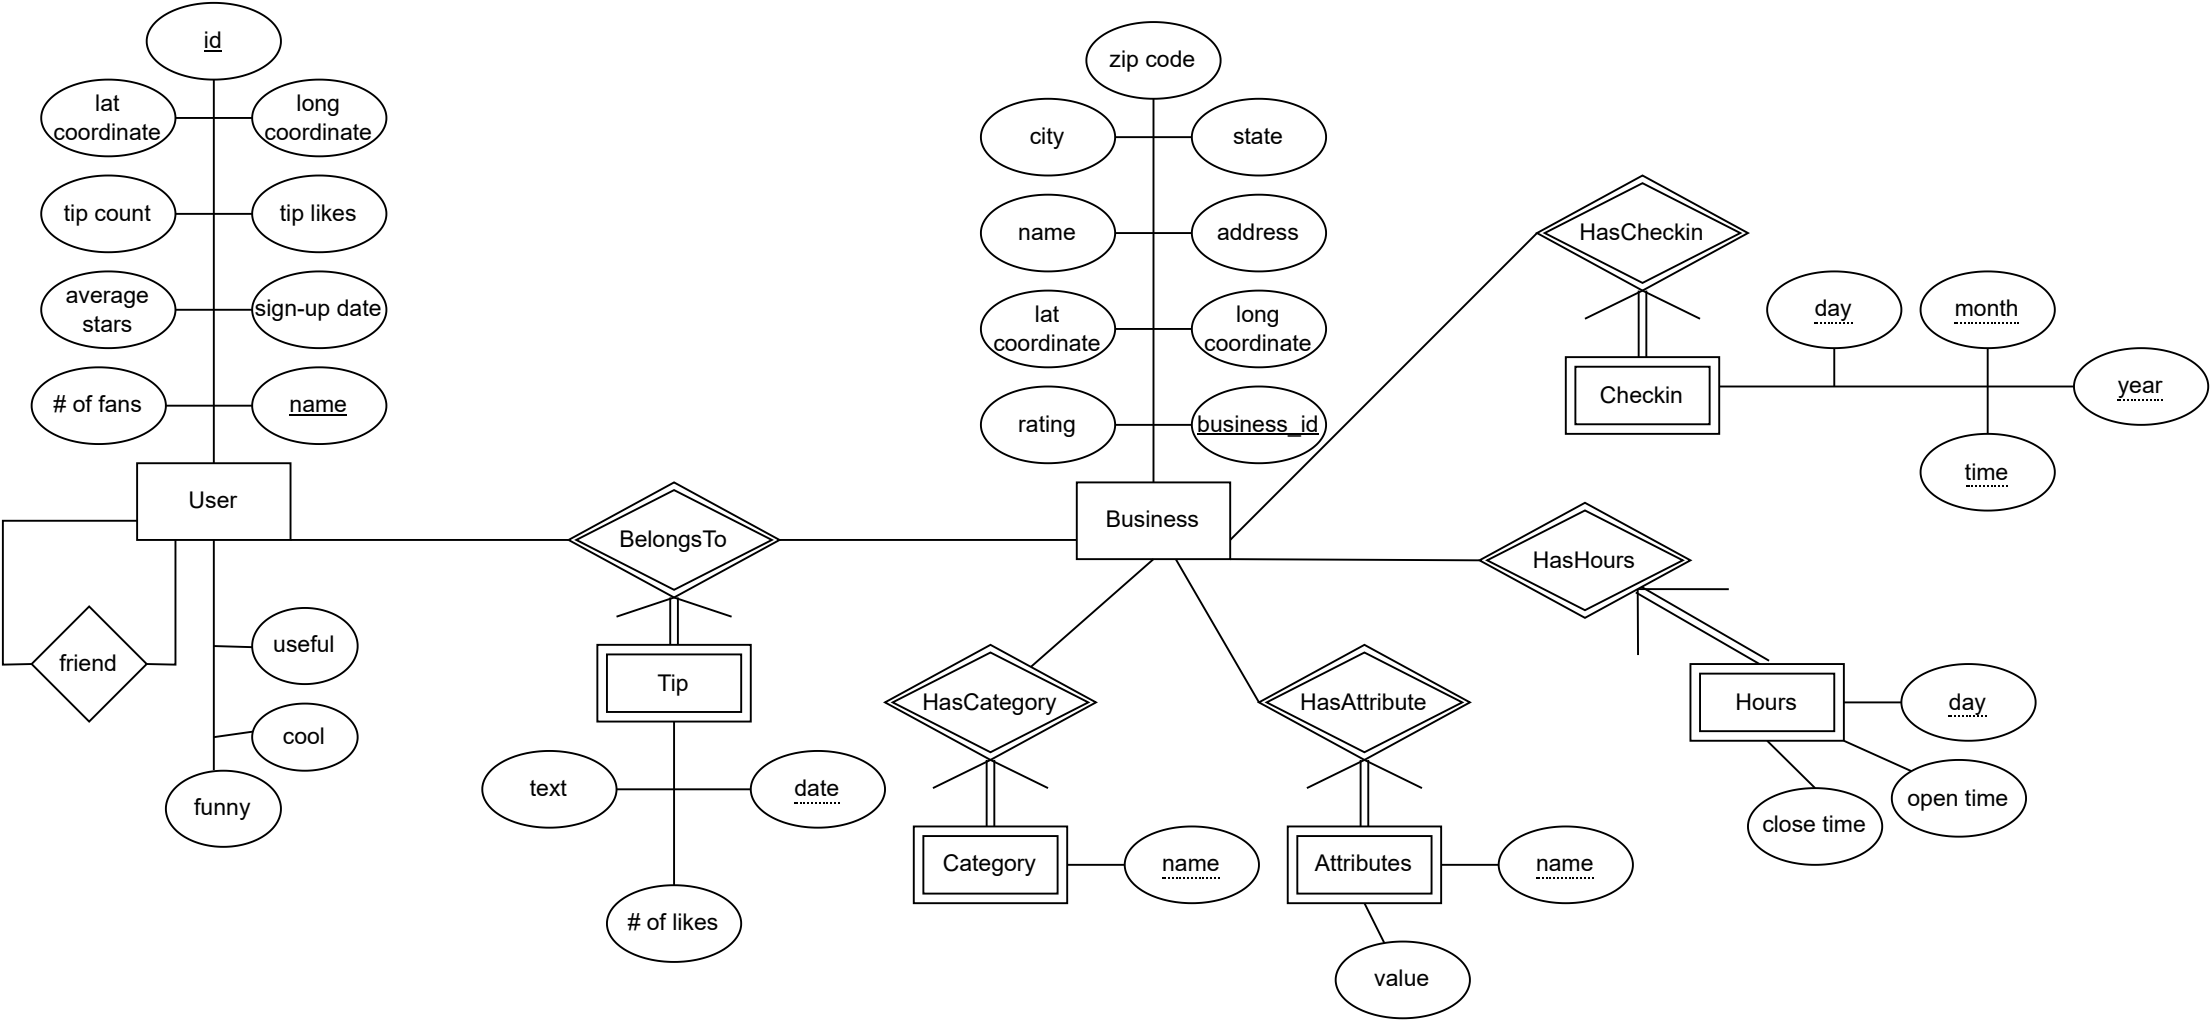 id
lat
coordinate
long
coordinate
tip count
tip likes
average
stars
sign-up date
# of fans
name
User
friend
useful
cool
funny
BelongsTo
Tip
text
date
# of likes
zip code
city
state
name
address
lat
coordinate
long
coordinate
rating
business_id
Business
HasCheckin
Checkin
day
month
year
time
HasHours
Hours
day
open time
close time
HasCategory
Category
name
HasAttribute
Attributes
name
value